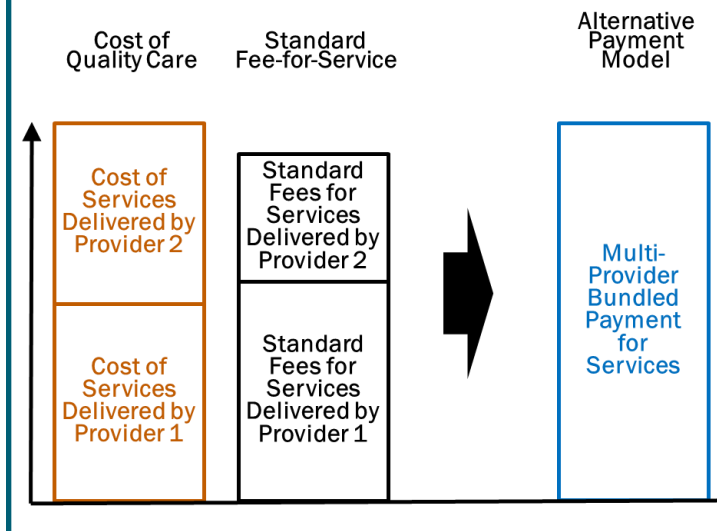 Cost of
Quality Care
Standard
Fee-for-Service
Alternative
Payment
Model
Cost of
Services
Delivered by
Provider 2
Standard
Fees for
Services
Delivered by
Provider 2
Cost of
Services
Delivered by
Provider 1
Standard
Fees for
Services
Delivered by
Provider 1
Multi-
Provider
Bundled
Payment
for
Services